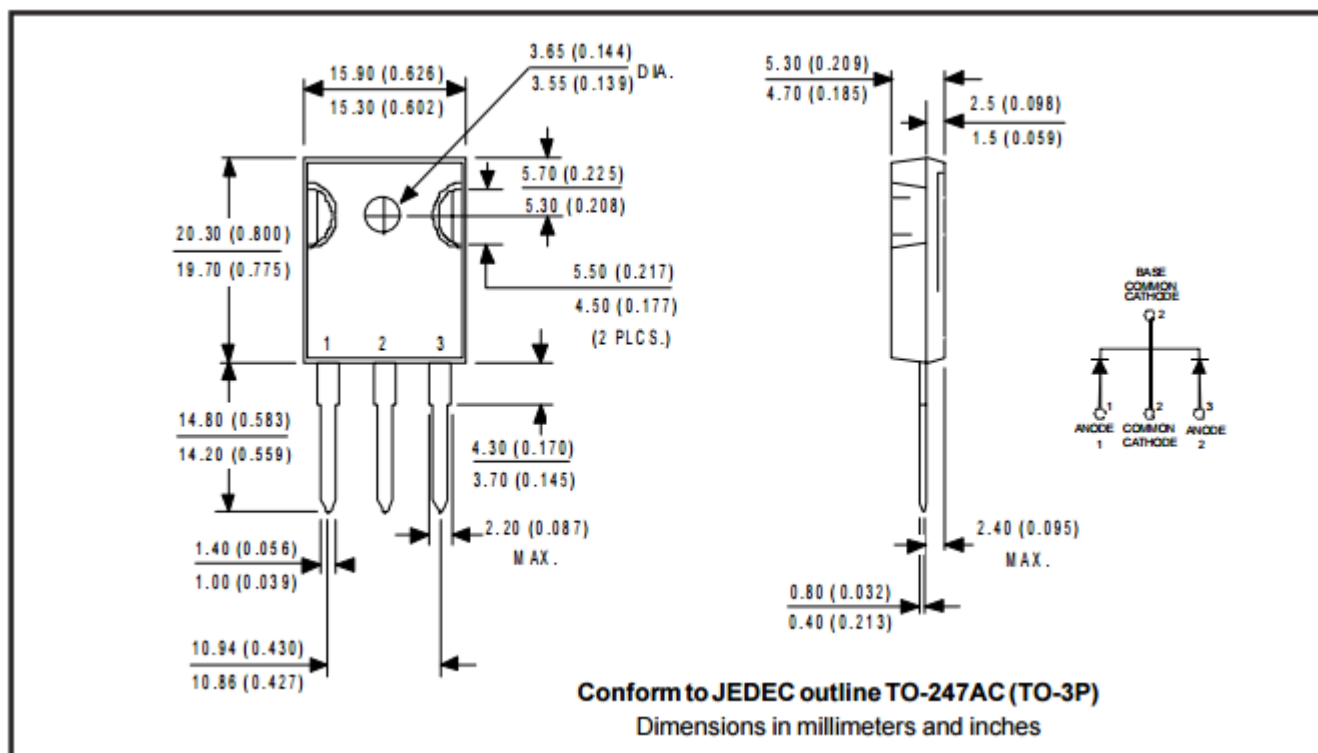 3.65 (0.144)
3.55 (0.139)
DIA.
15.90 (0.626)
15.30 (0.602)
5.70 (0.225)
5.30 (0.208)
20.30 (0.800)
19.70 (0.775)
5.50 (0.217)
4.50 (0.177)
(2 PLCS.)
1 2 3
14.80 (0.583)
14.20 (0.559)
4.30 (0.170)
3.70 (0.145)
2.20 (0.087)
MAX.
1.40 (0.056)
1.00 (0.039)
10.94 (0.430)
10.86 (0.427)
5.30 (0.209)
4.70 (0.185)
2.5 (0.098)
1.5 (0.059)
2.40 (0.095)
MAX.
0.80 (0.032)
0.40 (0.213)
BASE
COMMON
CATHODE
2
1 2 3
ANODE
1
COMMON
CATHODE
ANODE
2
Conform to JEDEC outline TO-247AC (TO-3P)
Dimensions in millimeters and inches